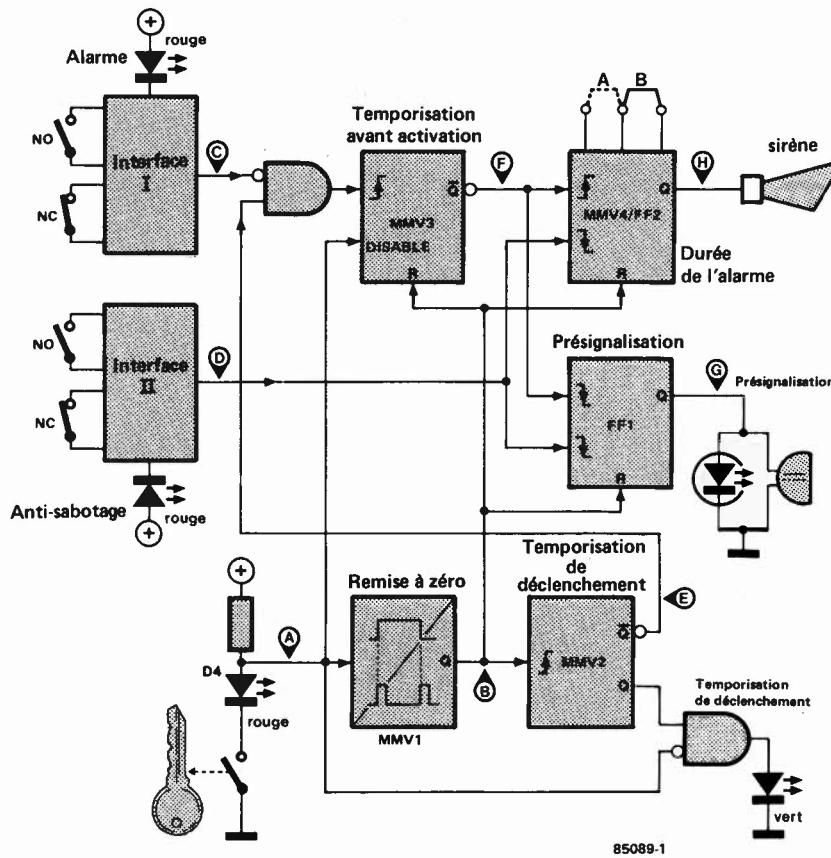 +
rouge
Alarme
NO
NC
Interface
I
C
Temporisation
avant activation
MMV3
DISABLE
R
Q
F
A
B
MMV4/FF2
Q
R
H
sirène
Durée
de l'alarme
NO
NC
Interface
II
D
Anti-sabotage
rouge
+
Présignalisation
FF1
Q
R
G
Présignalisation
+
D4
rouge
A
Remise à zéro
Q
MMV1
B
Temporisation
de
déclenchement
MMV2
Q
Q
E
Temporisation
de déclenchement
vert
85089-1